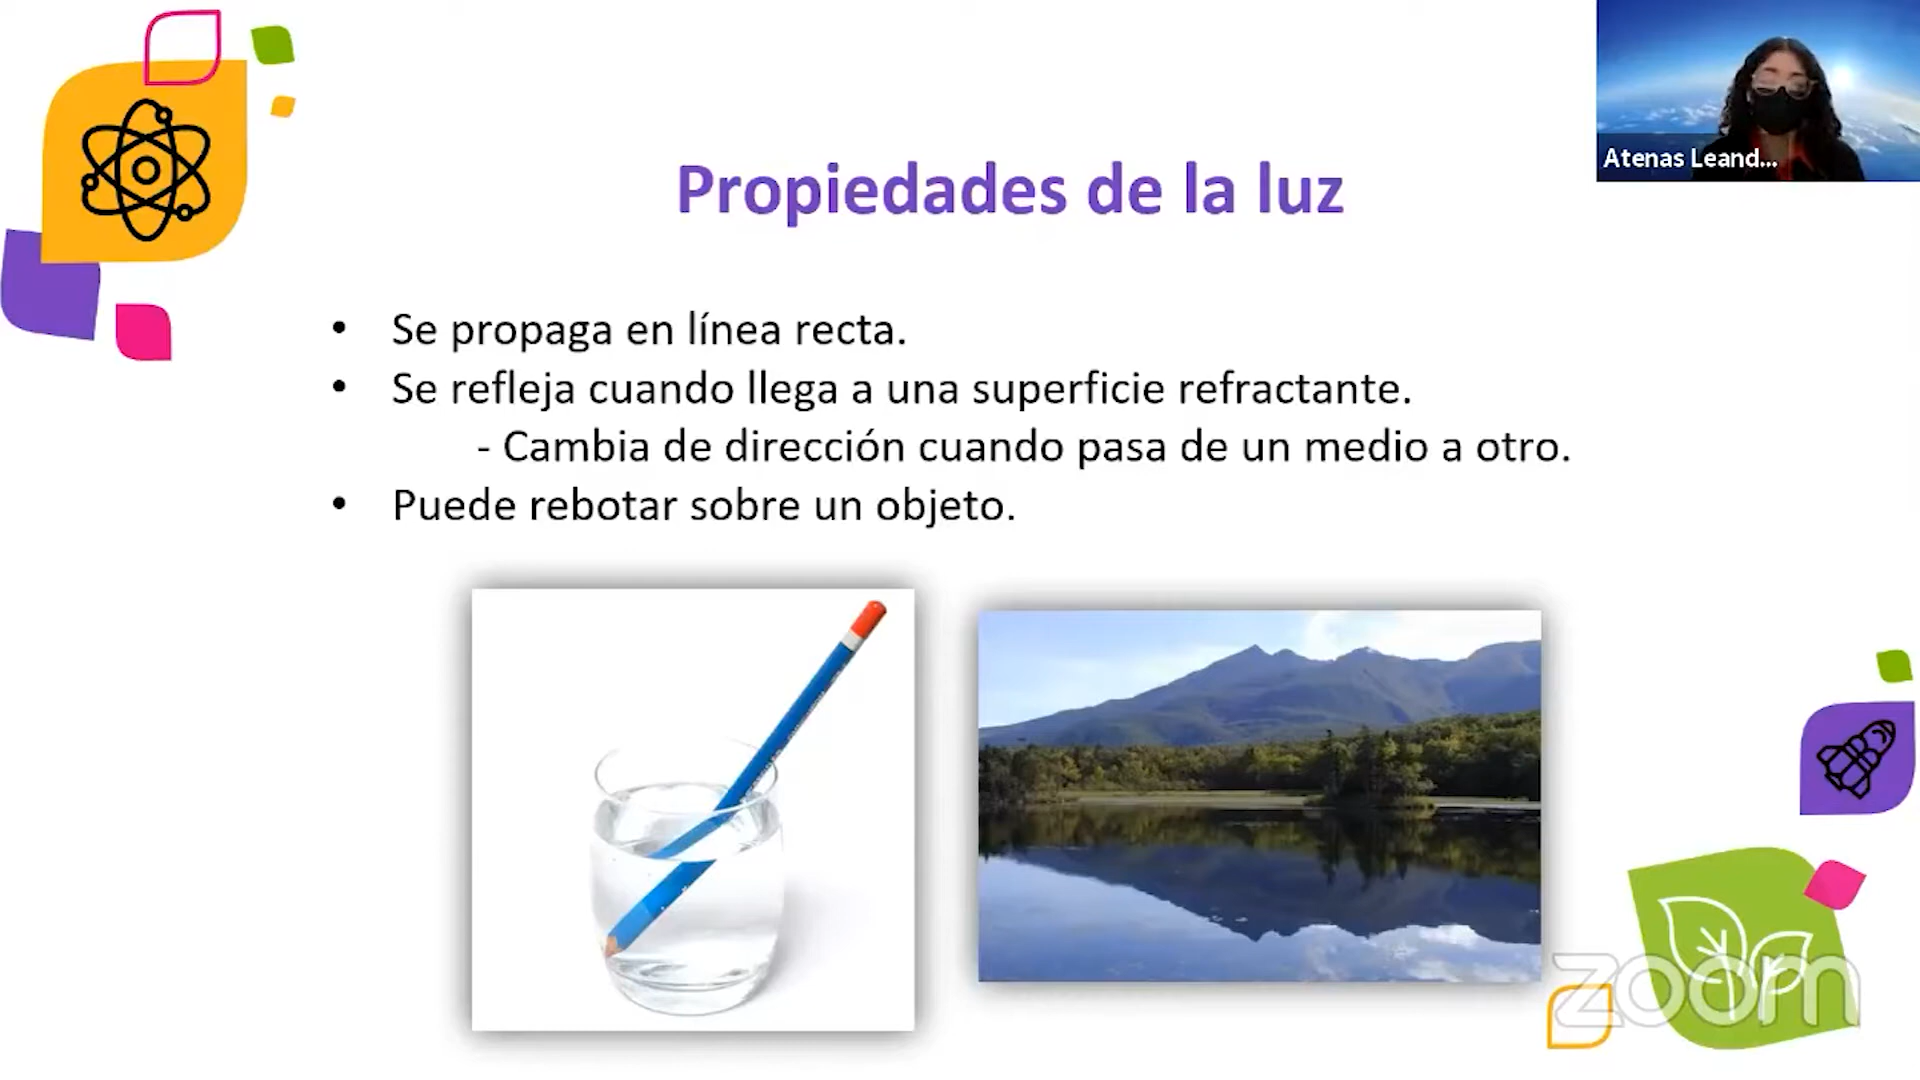 Atenas Leand...
Propiedades de la luz
• Se propaga en línea recta.
• Se refleja cuando llega a una superficie refractante.
- Cambia de dirección cuando pasa de un medio a otro.
• Puede rebotar sobre un objeto.
zoom